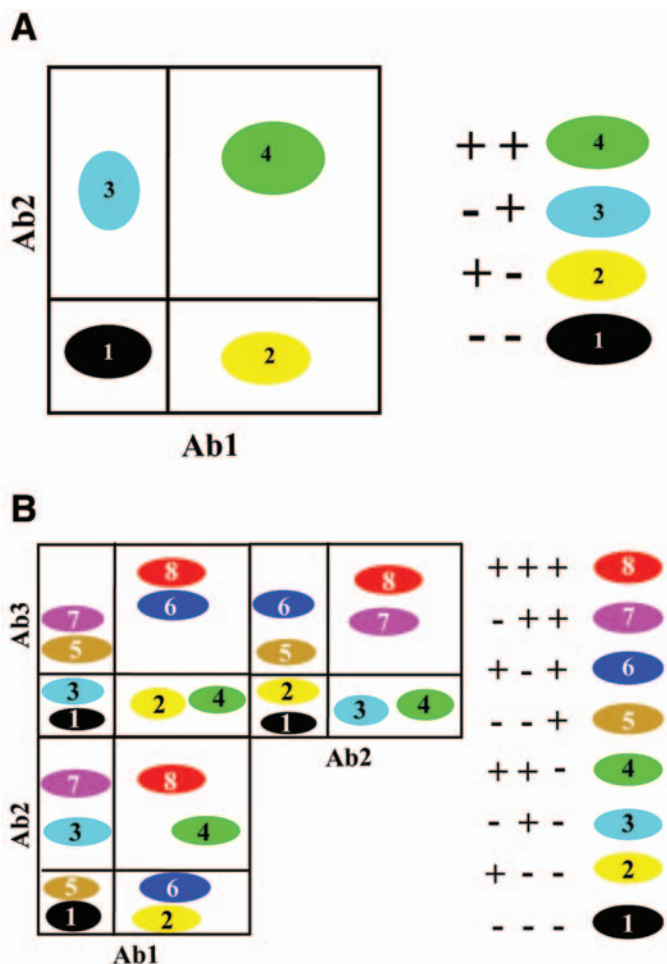 A
3
4
Ab2
1
2
Ab1
+ + 4
- + 3
+ - 2
- - 1
B
Ab3
7
5
8
6
6
5
8
7
3
1
2 4
2
1
3 4
Ab2
Ab2
7
3
8
4
5
1
6
2
Ab1
+ + + 8
- + + 7
+ - + 6
- - + 5
+ + - 4
- + - 3
+ - - 2
- - - 1